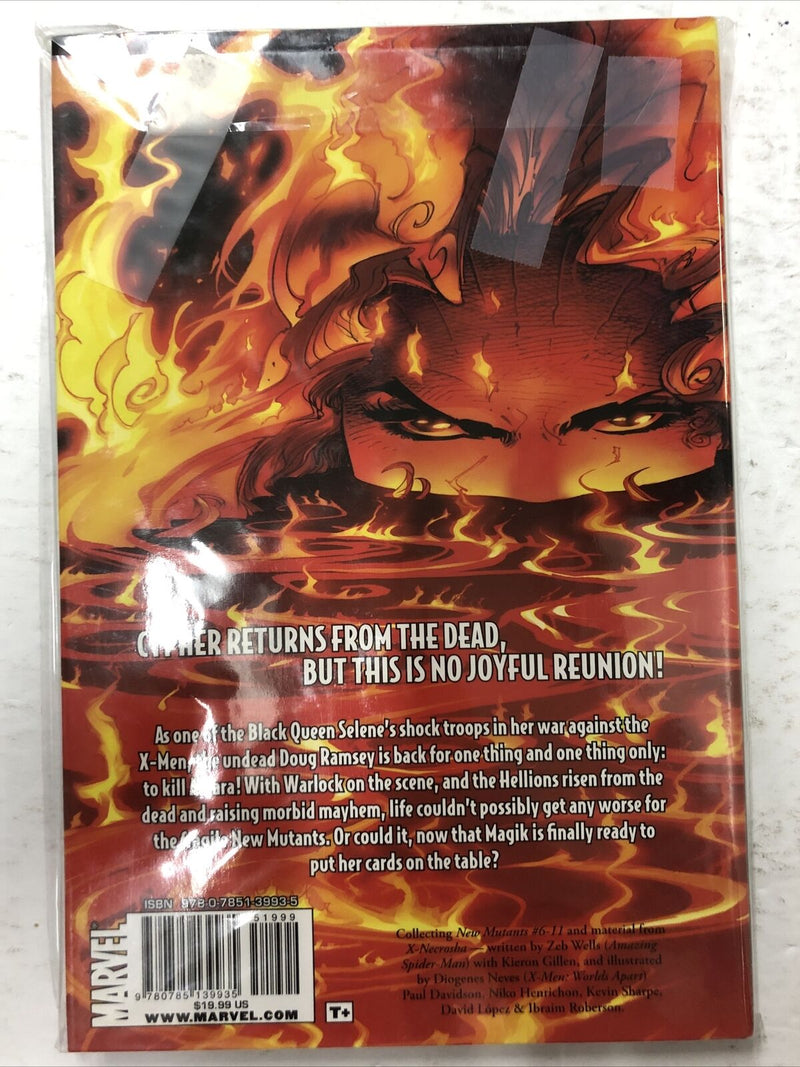 CYPHER RETURNS FROM THE DEAD,
BUT THIS IS NO JOYFUL REUNION!
As one of the Black Queen Selene's shock troops in her war against the
X-Men, the undead Doug Ramsey is back for one thing and one thing only:
to kill! With Warlock on the scene, and the Hellions risen from the
dead and raising morbid mayhem, life couldn't possibly get any worse for
the New Mutants. Or could it, now that Magik is finally ready to
put her cards on the table?
ISBN 978-0-7851-3993-5
51999
MARVEL
9 780785 139935
$19.99 US
WWW.MARVEL.COM
T+
Collecting New Mutants #6-11 and material from
X-Necrosha — written by Zeb Wells (Amazing
Spider-Man) with Kieron Gillen, and illustrated
by Diogenes Neves (X-Men: Worlds Apart)
Paul Davidson, Niko Henrichon, Kevin Sharpe,
David López & Ibraim Roberson.